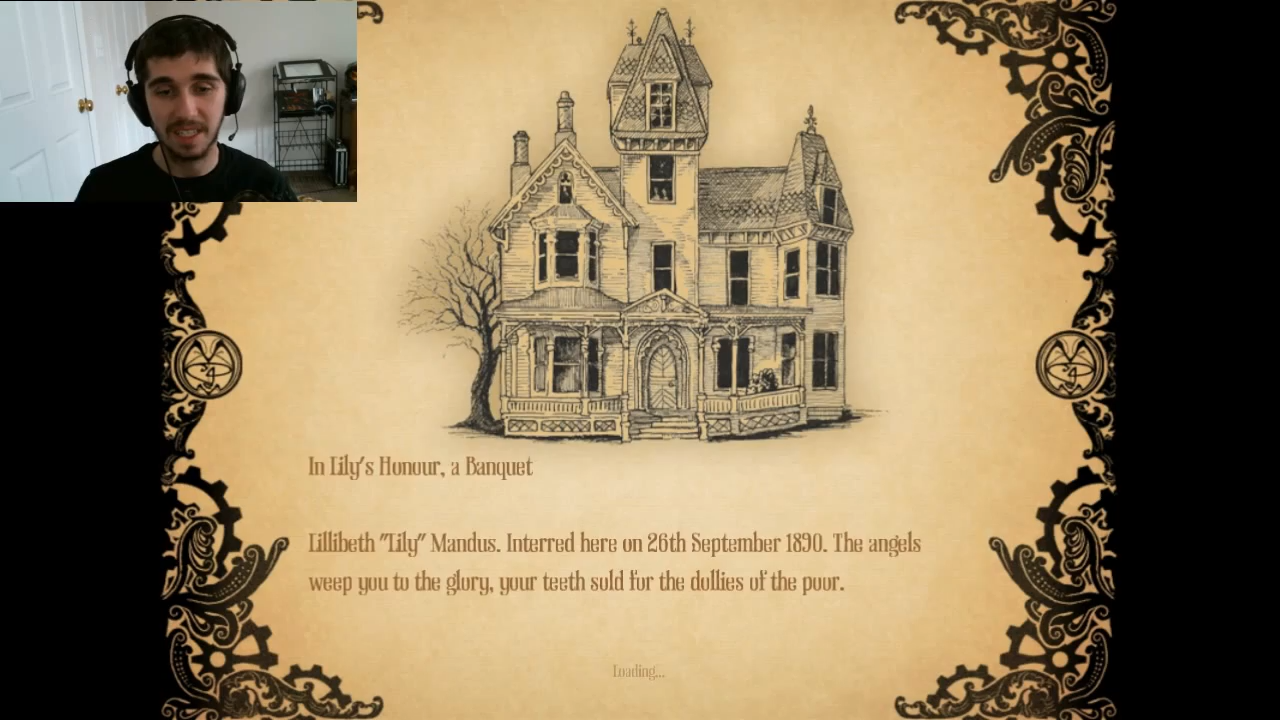 In Lily's Honour, a Banquet
Lillibeth "Lily" Mandus. Interred here on 26th September 1890. The angels
weep you to the glory, your teeth sold for the dollies of the poor.
Loading...